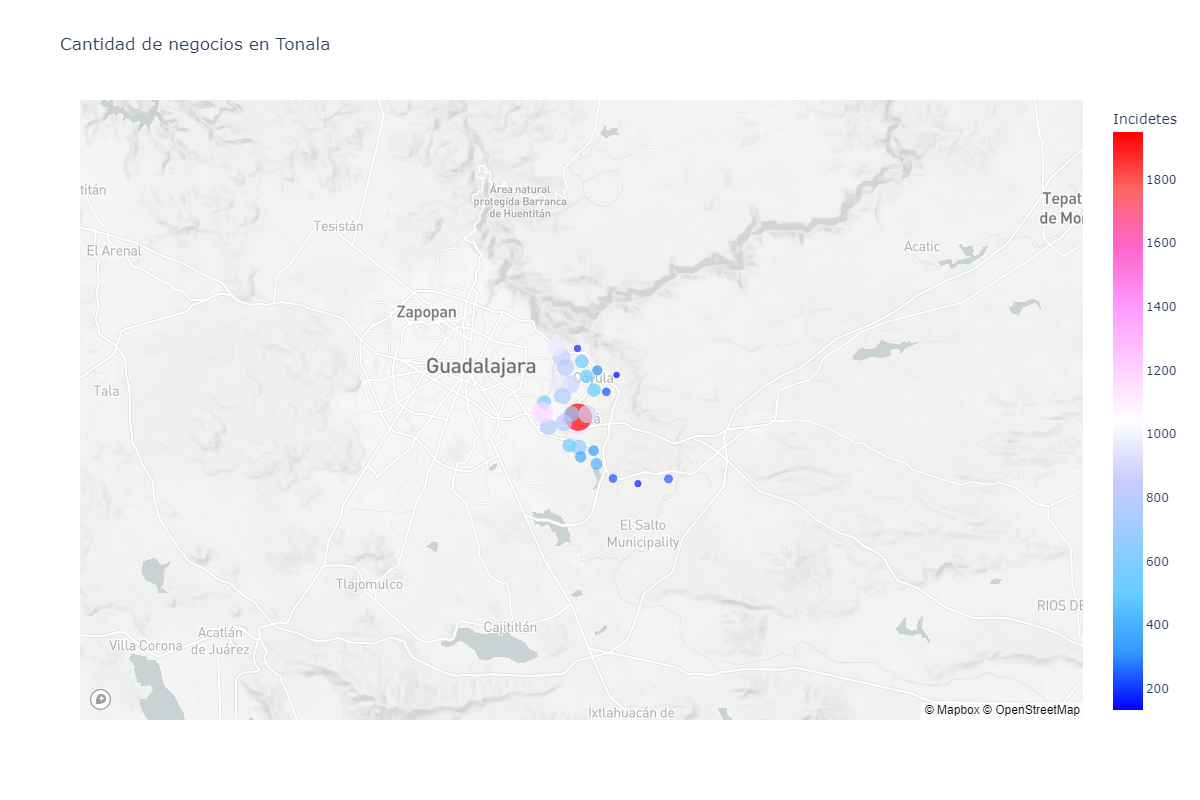 Cantidad de negocios en Tonala
Incidetes
Área natural
protegida Barranca
de Huentitán
titán
Tepat
de Mor
Tesistán
El Arenal
Acatic
Zapopan
Guadalajara
Tala
El Salto
Municipality
Tlajomulco
RIOS DE
Cajititlán
Acatlán
de Juárez
Villa Corona
Ixtlahuacán de
© Mapbox © OpenStreetMap
1800
1600
1400
1200
1000
800
600
400
200